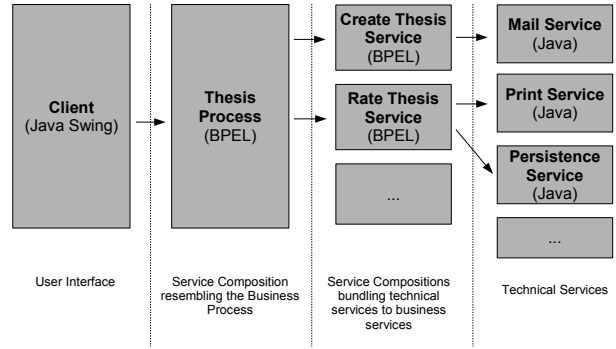 Client
(Java Swing)
Thesis
Process
(BPEL)
Create Thesis
Service
(BPEL)
Rate Thesis
Service
(BPEL)
...
Mail Service
(Java)
Print Service
(Java)
Persistence
Service
(Java)
...
User Interface
Service Composition
resembling the Business
Process
Service Compositions
bundling technical
services to business
services
Technical Services